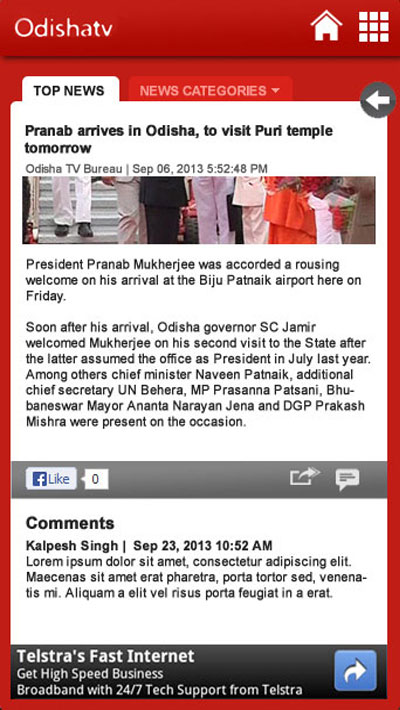 Odishatv
TOP NEWS
NEWS CATEGORIES
Pranab arrives in Odisha, to visit Puri temple
tomorrow
Odisha TV Bureau | Sep 06, 2013 5:52:48 PM
President Pranab Mukherjee was accorded a rousing
welcome on his arrival at the Biju Patnaik airport here on
Friday.
Soon after his arrival, Odisha governor SC Jamir
welcomed Mukherjee on his second visit to the State after
the latter assumed the office as President in July last year.
Among others chief minister Naveen Patnaik, additional
chief secretary UN Behera, MP Prasanna Patsani, Bhu-
baneswar Mayor Ananta Narayan Jena and DGP Prakash
Mishra were present on the occasion.
f Like 0
Comments
Kalpesh Singh | Sep 23, 2013 10:52 AM
Lorem ipsum dolor sit amet, consectetur adipiscing elit.
Maecenas sit amet erat pharetra, porta tortor sed, venena-
tis mi. Aliquam a elit vel risus porta feugiat in a erat.
Telstra's Fast Internet
Get High Speed Business
Broadband with 24/7 Tech Support from Telstra